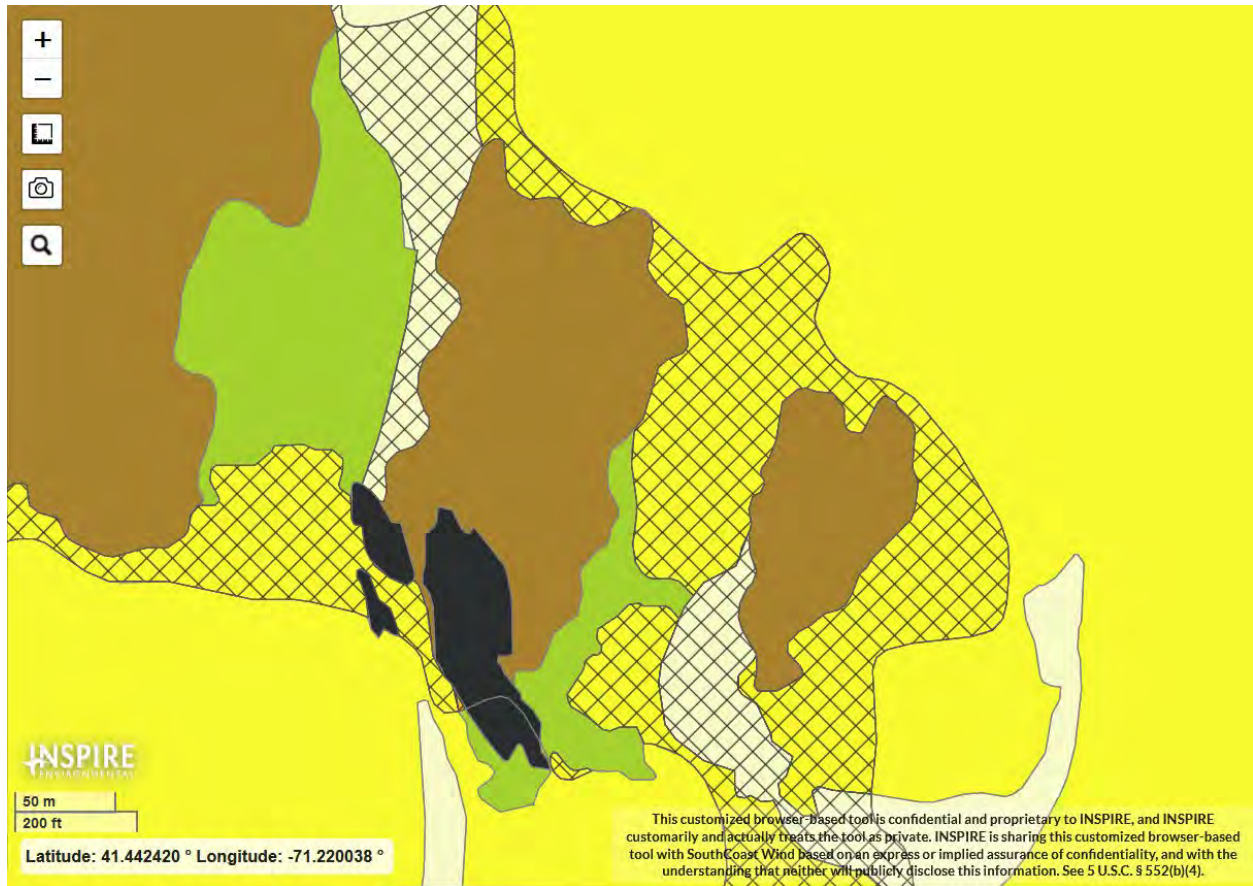 +
−
INSPIRE
ENVIRONMENTAL
50 m
200 ft
Latitude: 41.442420 ° Longitude: -71.220038 °
This customized browser-based tool is confidential and proprietary to INSPIRE, and INSPIRE
customarily and actually treats the tool as private. INSPIRE is sharing this customized browser-based
tool with SouthCoast Wind based on an express or implied assurance of confidentiality, and with the
understanding that neither will publicly disclose this information. See 5 U.S.C. § 552(b)(4).